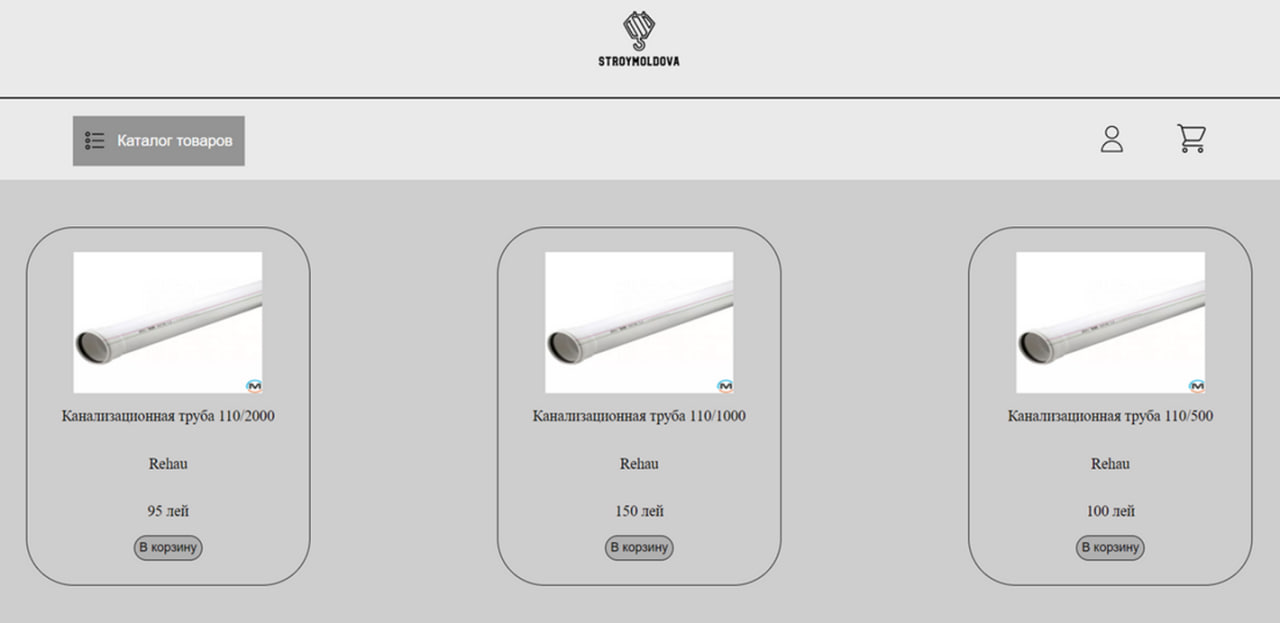 STROYMOLDOVA
Каталог товаров
Канализационная труба 110/2000
Rehau
95 лей
В корзину
Канализационная труба 110/1000
Rehau
150 лей
В корзину
Канализационная труба 110/500
Rehau
100 лей
В корзину